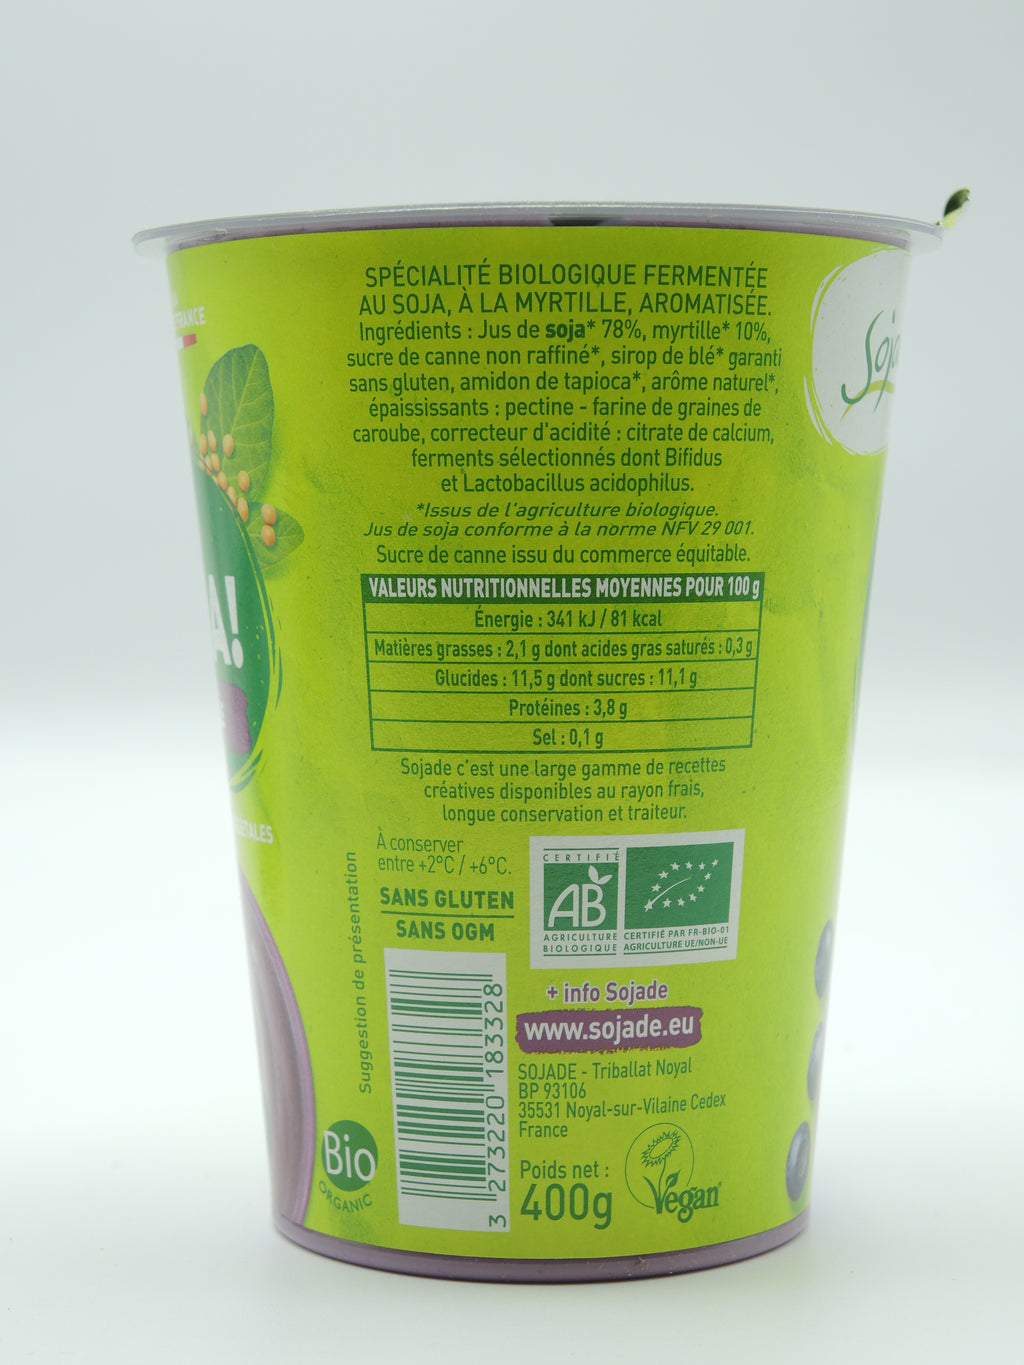 SPÉCIALITÉ BIOLOGIQUE FERMENTÉE
AU SOJA, À LA MYRTILLE, AROMATISÉE.
Ingrédients : Jus de soja* 78%, myrtille* 10%,
sucre de canne non raffiné*, sirop de blé* garanti
sans gluten, amidon de tapioca*, arôme naturel*,
épaississants : pectine - farine de graines de
caroube, correcteur d'acidité : citrate de calcium,
ferments sélectionnés dont Bifidus
et Lactobacillus acidophilus.
*Issus de l'agriculture biologique.
Jus de soja conforme à la norme NFV 29 001.
Sucre de canne issu du commerce équitable.
VALEURS NUTRITIONNELLES MOYENNES POUR 100 g
Énergie : 341 kJ / 81 kcal
Matières grasses : 2,1 g dont acides gras saturés : 0,3 g
Glucides : 11,5 g dont sucres : 11,1 g
Protéines : 3,8 g
Sel : 0,1 g
Sojade c'est une large gamme de recettes
créatives disponibles au rayon frais,
longue conservation et traiteur.
À conserver
entre +2°C / +6°C.
SANS GLUTEN
SANS OGM
CERTIFIÉ
AB
AGRICULTURE
BIOLOGIQUE
CERTIFIÉ PAR FR-BIO-01
AGRICULTURE UE/NON-UE
Suggestion de présentation
3 273220 183328
+ info Sojade
www.sojade.eu
SOJADE - Triballat Noyal
BP 93106
35531 Noyal-sur-Vilaine Cedex
France
Poids net :
400g
Vegan
Bio
ORGANIC
FRANCE
A!